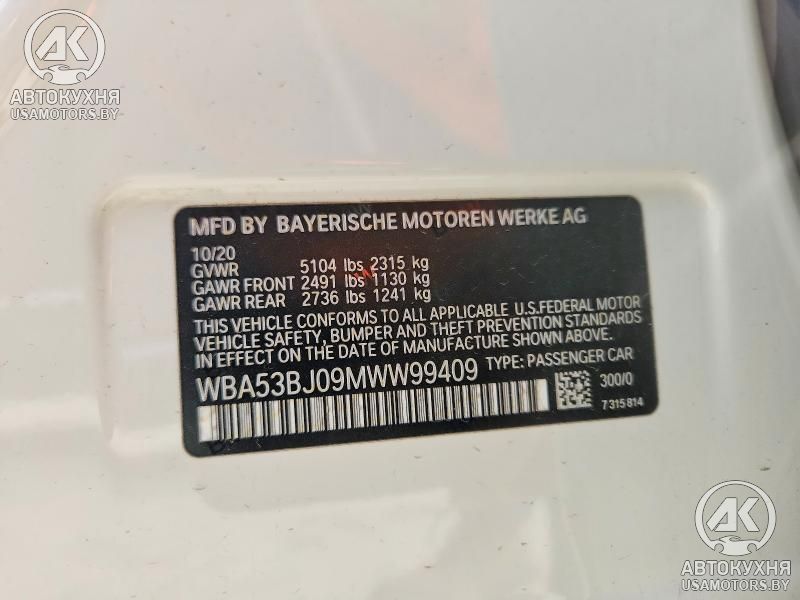 АК
АВТОКУХНЯ
USAMOTORS.BY
MFD BY BAYERISCHE MOTOREN WERKE AG
10/20
GVWR 5104 lbs 2315 kg
GAWR FRONT 2491 lbs 1130 kg
GAWR REAR 2736 lbs 1241 kg
THIS VEHICLE CONFORMS TO ALL APPLICABLE U.S.FEDERAL MOTOR
VEHICLE SAFETY, BUMPER AND THEFT PREVENTION STANDARDS
IN EFFECT ON THE DATE OF MANUFACTURE SHOWN ABOVE.
WBA53BJ09MWW99409 TYPE: PASSENGER CAR
300/0
7315814
АК
АВТОКУХНЯ
USAMOTORS.BY